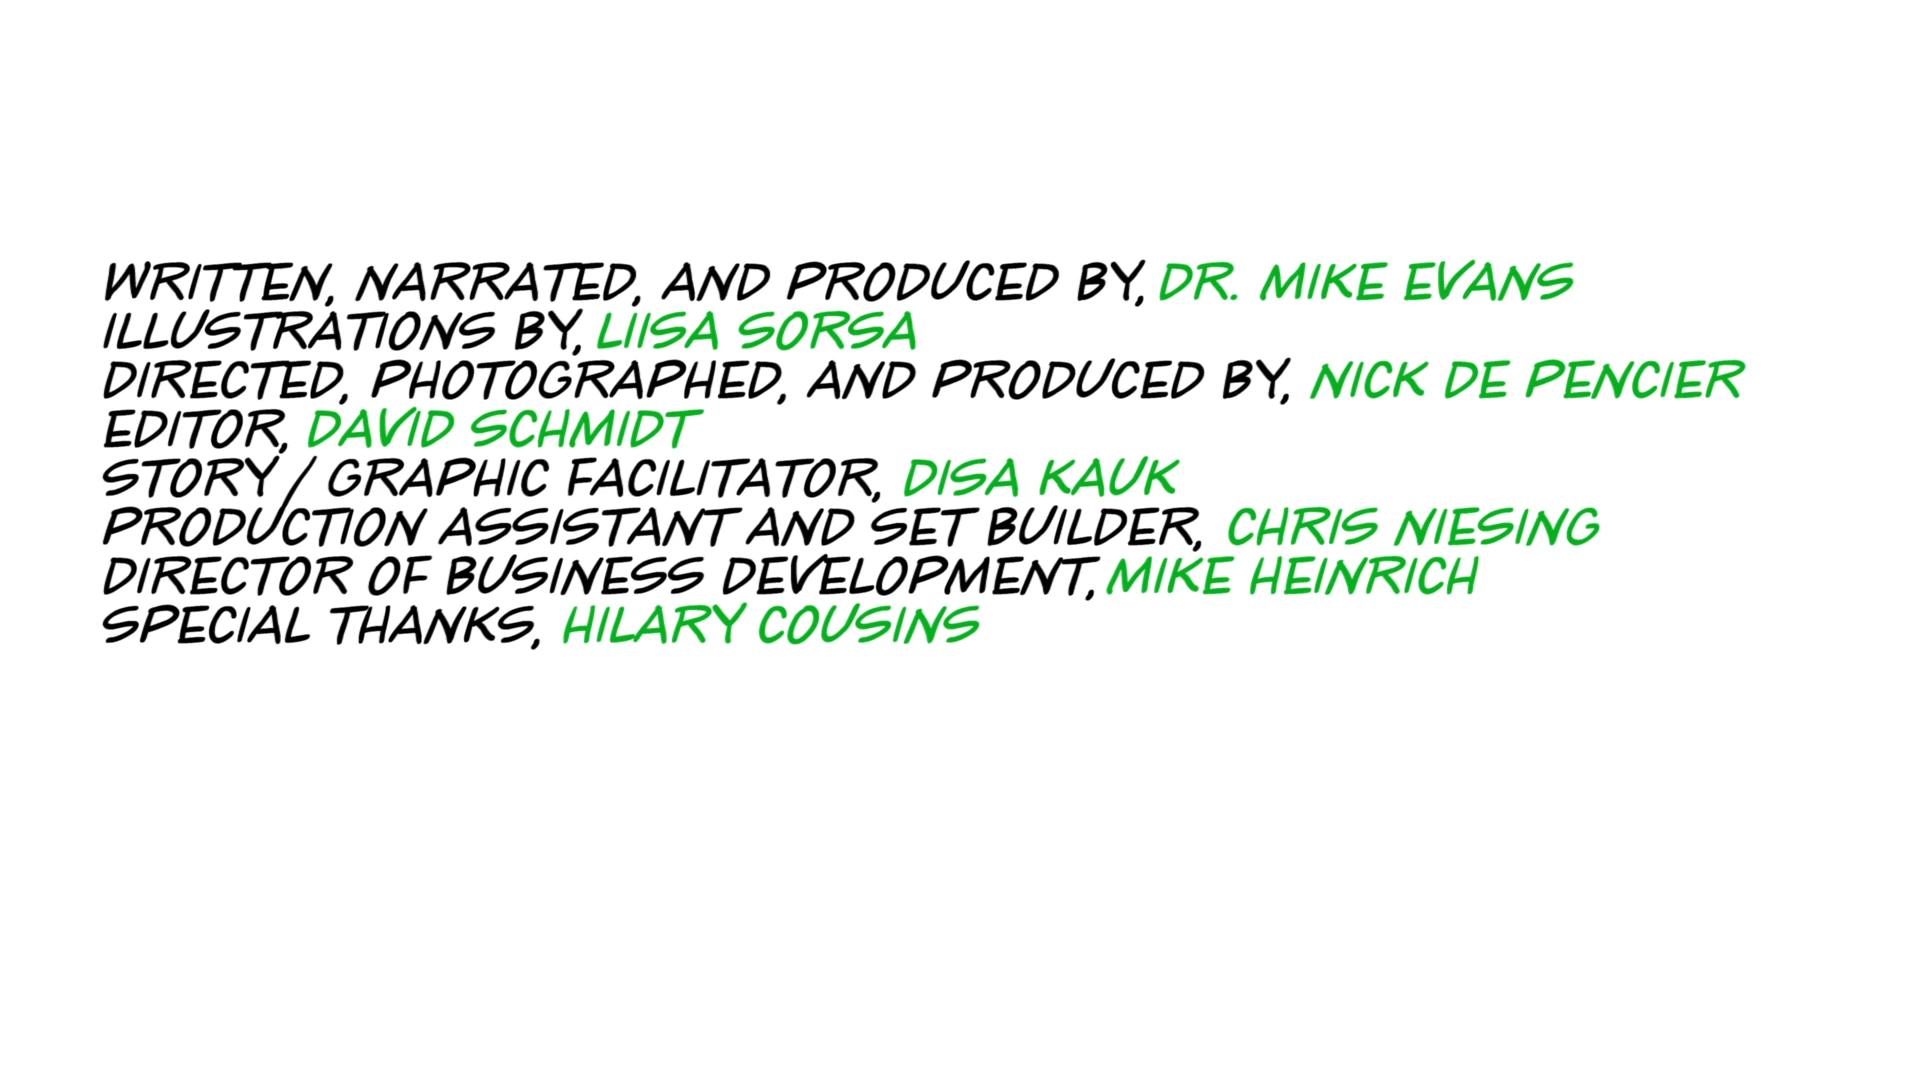 WRITTEN, NARRATED, AND PRODUCED BY, DR. MIKE EVANS
ILLUSTRATIONS BY, LIISA SORSA
DIRECTED, PHOTOGRAPHED, AND PRODUCED BY, NICK DE PENCIER
EDITOR, DAVID SCHMIDT
STORY / GRAPHIC FACILITATOR, DISA KAUK
PRODUCTION ASSISTANT AND SET BUILDER, CHRIS NIESING
DIRECTOR OF BUSINESS DEVELOPMENT, MIKE HEINRICH
SPECIAL THANKS, HILARY COUSINS